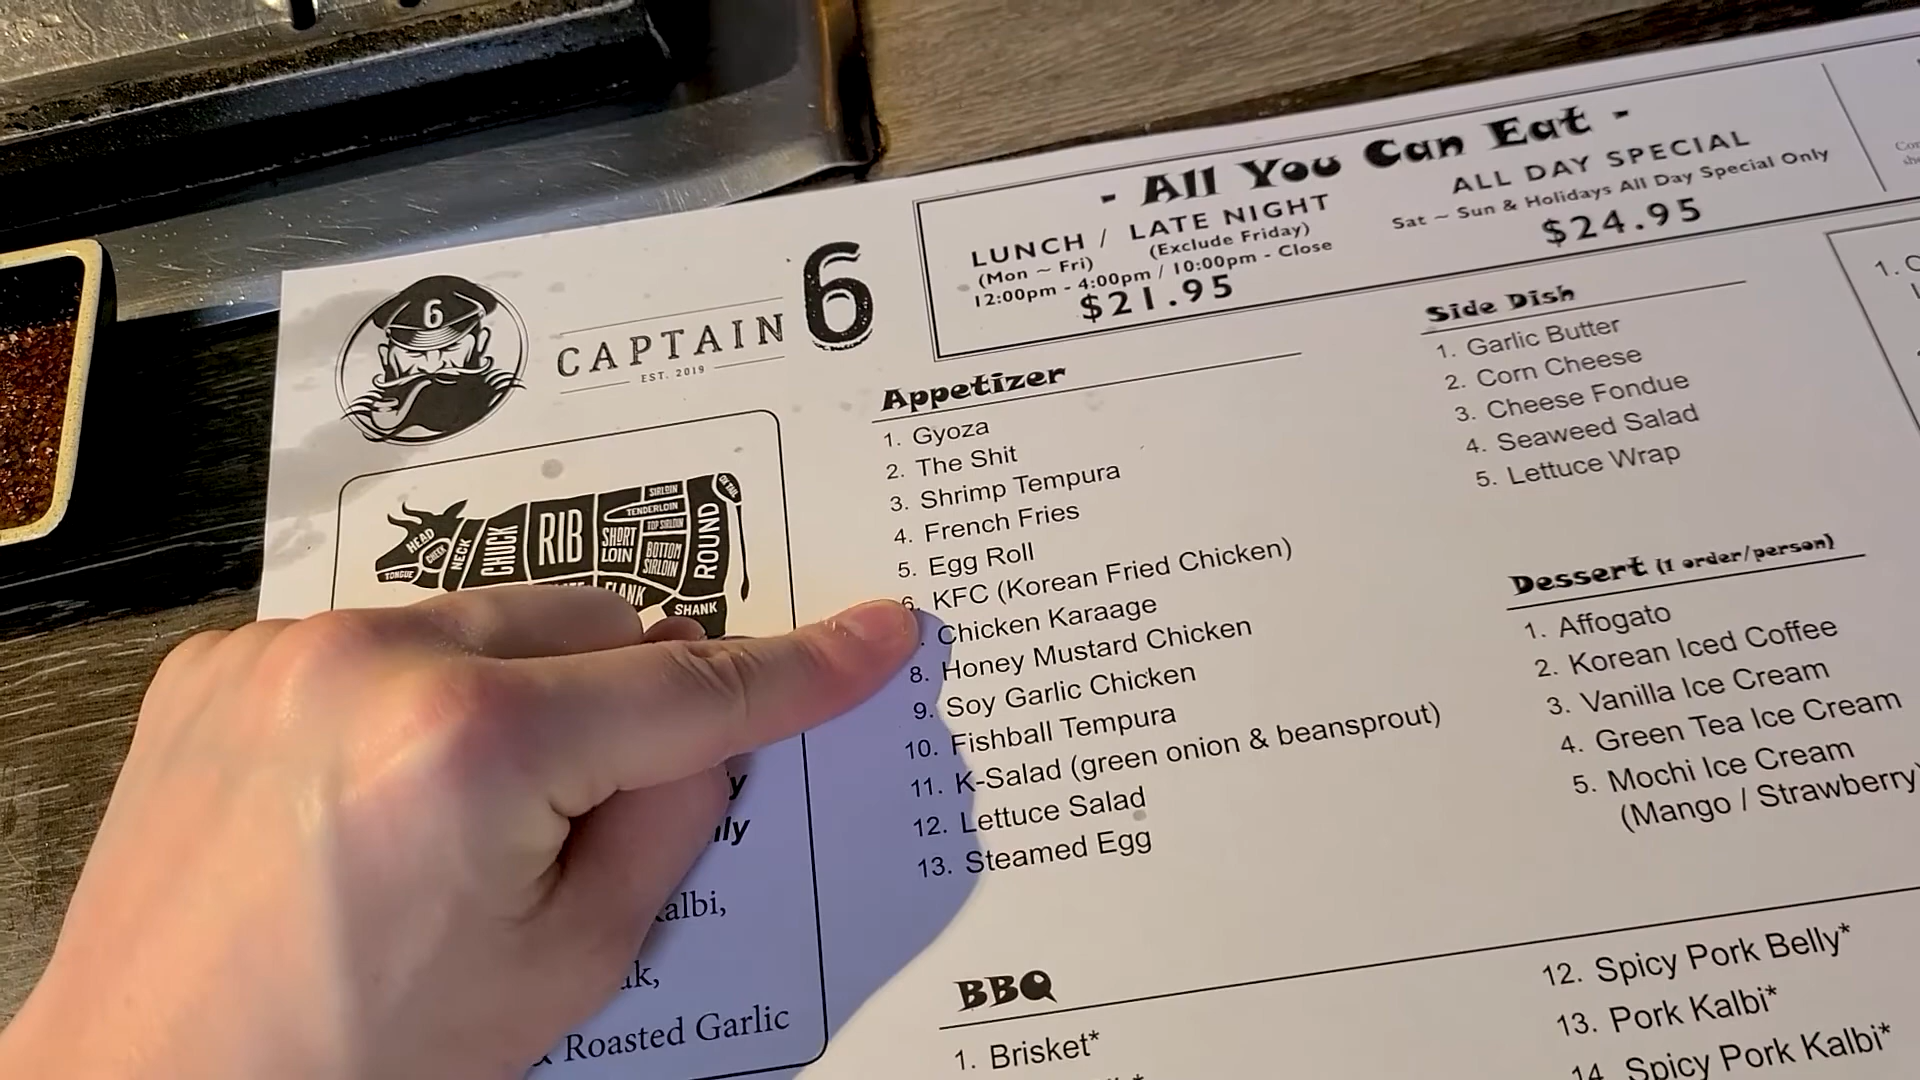 - All You Can Eat -
LUNCH / LATE NIGHT
(Mon ~ Fri) (Exclude Friday)
12:00pm - 4:00pm / 10:00pm - Close
$21.95
ALL DAY SPECIAL
Sat ~ Sun & Holidays All Day Special Only
$24.95
6
CAPTAIN 6
EST. 2019
HEAD
CHEEK
TONGUE
NECK
CHUCK
RIB
SHORT LOIN
SIRLOIN
TENDERLOIN
TOP SIRLOIN
BOTTOM SIRLOIN
ROUND
OX TAIL
SHANK
Roasted Garlic
Appetizer
1. Gyoza
2. The Shit
3. Shrimp Tempura
4. French Fries
5. Egg Roll
6. KFC (Korean Fried Chicken)
Chicken Karaage
8. Honey Mustard Chicken
9. Soy Garlic Chicken
10. Fishball Tempura
11. K-Salad (green onion & beansprout)
12. Lettuce Salad
13. Steamed Egg
Side Dish
1. Garlic Butter
2. Corn Cheese
3. Cheese Fondue
4. Seaweed Salad
5. Lettuce Wrap
Dessert (1 order/person)
1. Affogato
2. Korean Iced Coffee
3. Vanilla Ice Cream
4. Green Tea Ice Cream
5. Mochi Ice Cream
(Mango / Strawberry)
BBQ
1. Brisket*
12. Spicy Pork Belly*
13. Pork Kalbi*
14. Spicy Pork Kalbi*